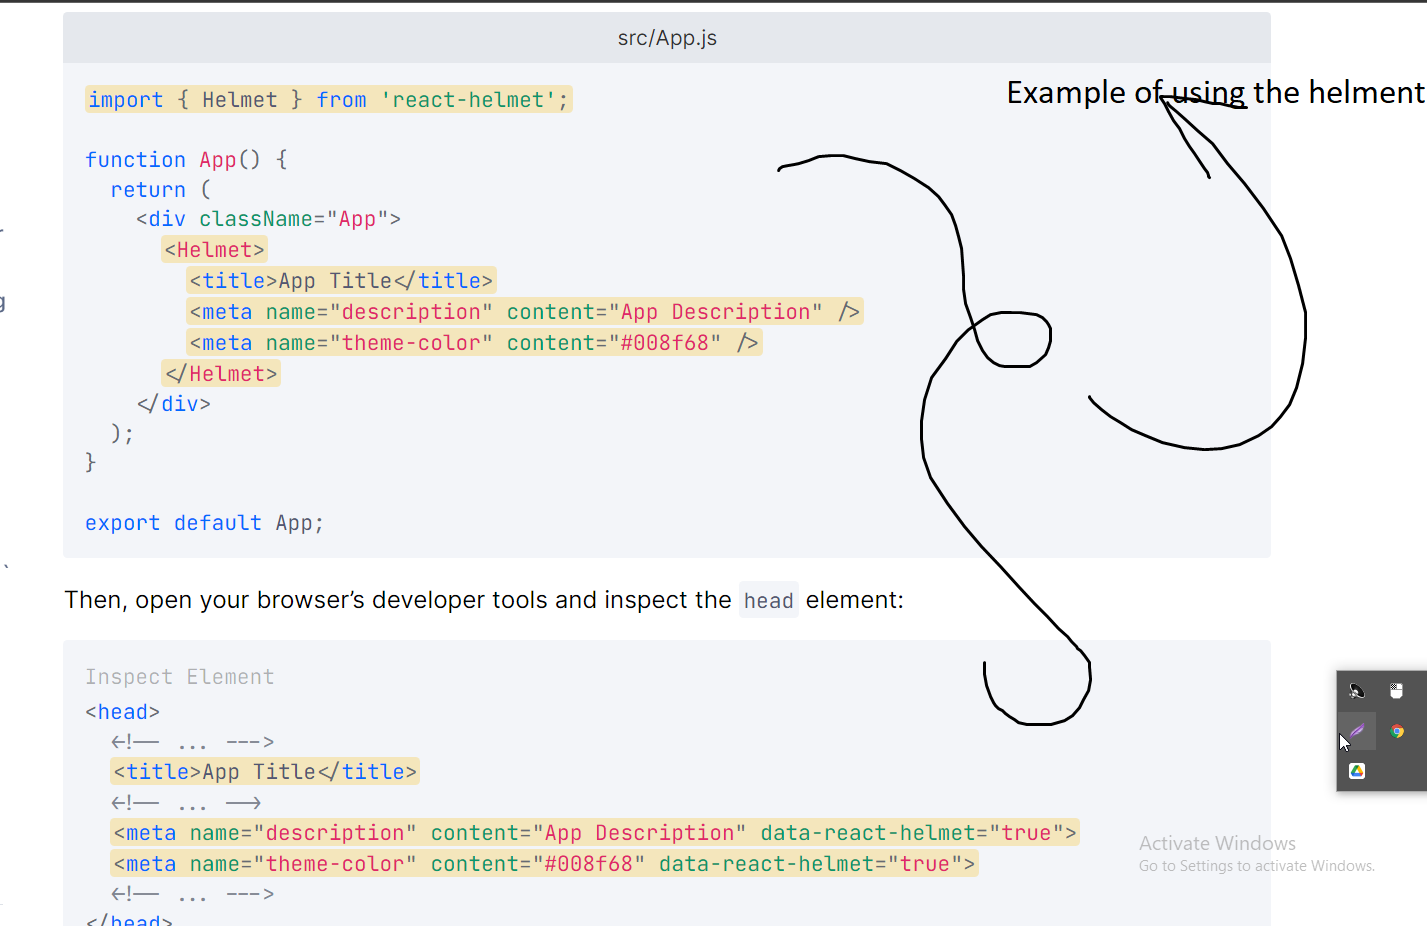 src/App.js
Example of using the helment
import { Helmet } from 'react-helmet';
function App() {
return (
<div className="App">
<Helmet>
<title>App Title</title>
<meta name="description" content="App Description" />
<meta name="theme-color" content="#008f68" />
</Helmet>
</div>
);
}
export default App;
Then, open your browser’s developer tools and inspect the head element:
Inspect Element
<head>
<!-- ... --->
<title>App Title</title>
<!-- ... -->
<meta name="description" content="App Description" data-react-helmet="true">
<meta name="theme-color" content="#008f68" data-react-helmet="true">
<!-- ... --->
</head>
Activate Windows
Go to Settings to activate Windows.